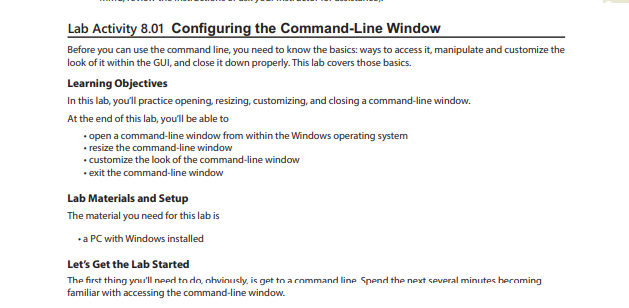 Lab Activity 8.01 Configuring the Command-Line Window
Before you can use the command line, you need to know the basics: ways to access it, manipulate and customize the
look of it within the GUI, and close it down properly. This lab covers those basics.
Learning Objectives
In this lab, you'll practice opening, resizing, customizing, and closing a command-line window.
At the end of this lab, you'll be able to
• open a command-line window from within the Windows operating system
• resize the command-line window
• customize the look of the command-line window
• exit the command-line window
Lab Materials and Setup
The material you need for this lab is
• a PC with Windows installed
Let's Get the Lab Started
The first thing you'll need to do, obviously, is get to a command line. Spend the next several minutes becoming
familiar with accessing the command-line window.